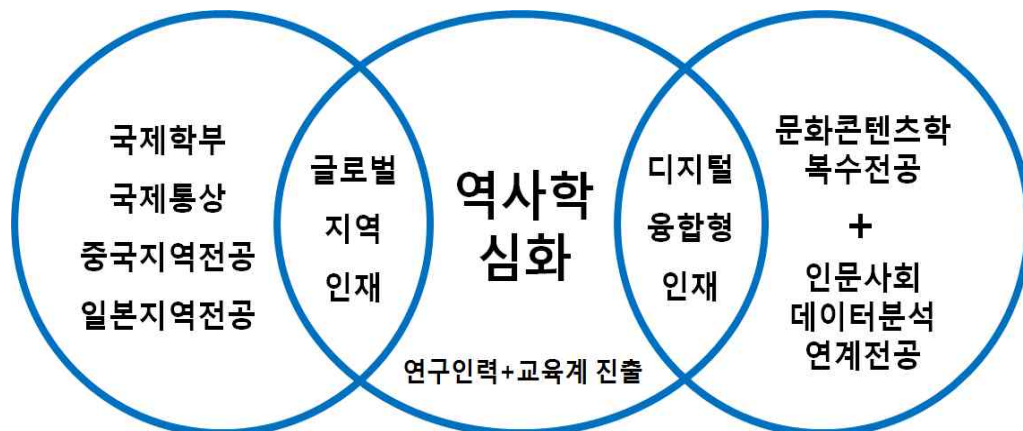 국제학부
국제통상
중국지역전공
일본지역전공
글로벌
지역
인재
역사학
심화
연구인력+교육계 진출
디지털
융합형
인재
문화콘텐츠학
복수전공
+
인문사회
데이터분석
연계전공